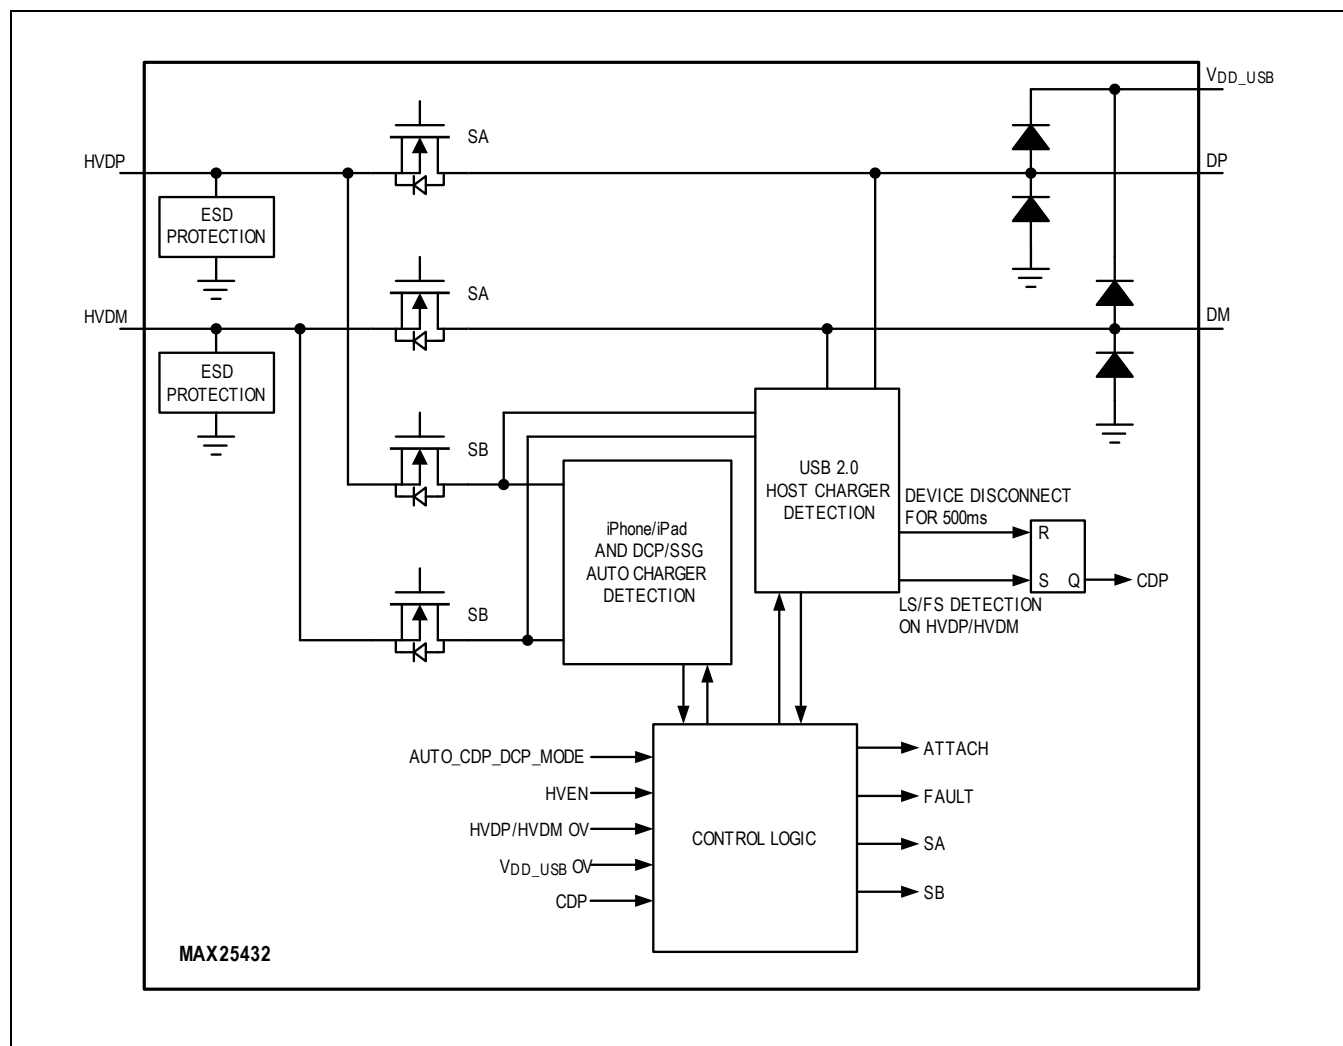 VDD_USB
SA
HVDP
DP
ESD
PROTECTION
SA
HVDM
DM
ESD
PROTECTION
SB
USB 2.0
HOST CHARGER
DETECTION
DEVICE DISCONNECT
FOR 500ms
iPhone/iPad
AND DCP/SSG
AUTO CHARGER
DETECTION
R
S Q
CDP
LS/FS DETECTION
ON HVDP/HVDM
SB
AUTO_CDP_DCP_MODE
HVEN
HVDP/HVDM OV
VDD_USB OV
CDP
CONTROL LOGIC
ATTACH
FAULT
SA
SB
MAX25432